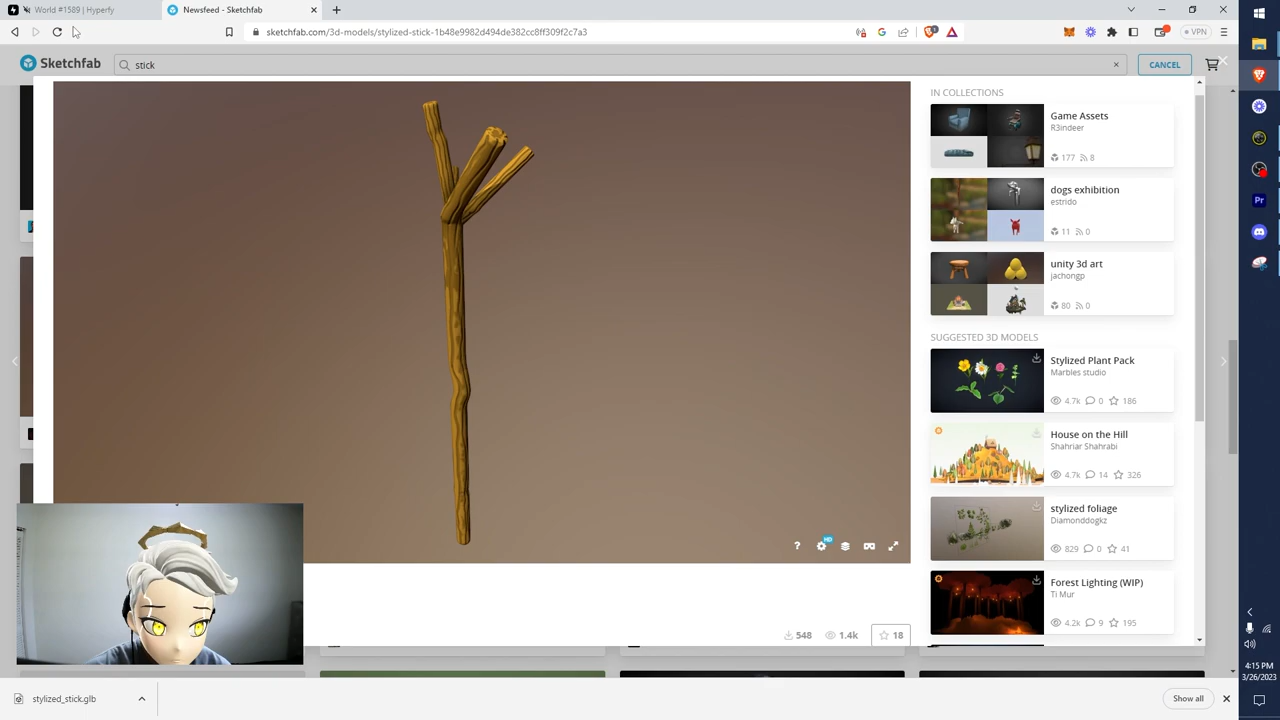 World #1589 | Hyperfy
Newsfeed - Sketchfab
sketchfab.com/3d-models/stylized-stick-1b48e9982d494de382cc8ff309f2c7a3
VPN
Sketchfab
stick
CANCEL
IN COLLECTIONS
Game Assets
R3indeer
177 8
dogs exhibition
estrido
11 0
unity 3d art
jachongp
80 0
SUGGESTED 3D MODELS
Stylized Plant Pack
Marbles studio
4.7k 0 186
House on the Hill
Shahriar Shahrabi
4.7k 14 326
stylized foliage
Diamonddogkz
829 0 41
Forest Lighting (WIP)
Ti Mur
4.2k 9 195
? HD
548 1.4k 18
Pr
4:15 PM
3/26/2023
stylized_stick.glb
Show all